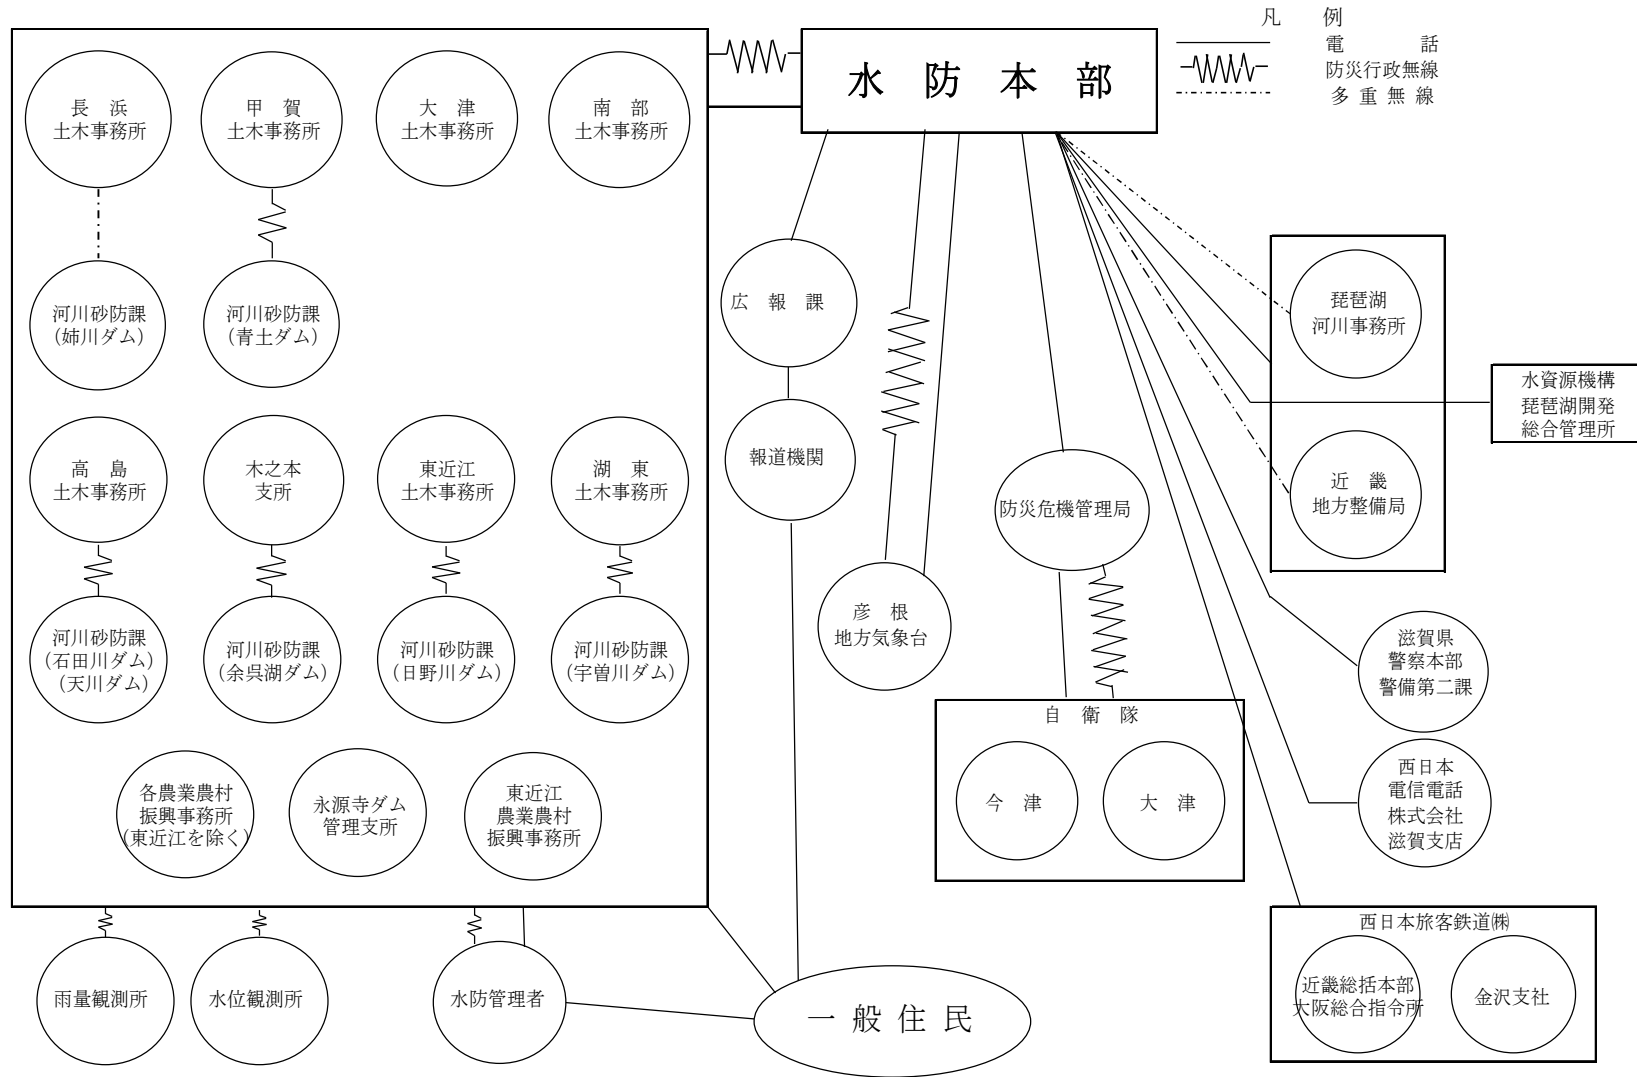 凡 例
電 話
防災行政無線
多 重 無 線
水 防 本 部
長 浜
土木事務所
甲 賀
土木事務所
大 津
土木事務所
南 部
土木事務所
河川砂防課
(姉川ダム)
河川砂防課
(青土ダム)
高 島
土木事務所
木之本
支所
東近江
土木事務所
湖 東
土木事務所
河川砂防課
(石田川ダム)
(天川ダム)
河川砂防課
(余呉湖ダム)
河川砂防課
(日野川ダム)
河川砂防課
(宇曽川ダム)
各農業農村
振興事務所
(東近江を除く)
永源寺ダム
管理支所
東近江
農業農村
振興事務所
雨量観測所
水位観測所
水防管理者
一 般 住 民
広 報 課
報道機関
彦 根
地方気象台
防災危機管理局
自 衛 隊
今 津
大 津
琵琶湖
河川事務所
近 畿
地方整備局
水資源機構
琵琶湖開発
総合管理所
滋賀県
警察本部
警備第二課
西日本
電信電話
株式会社
滋賀支店
西日本旅客鉄道㈱
近畿総括本部
大阪総合指令所
金沢支社